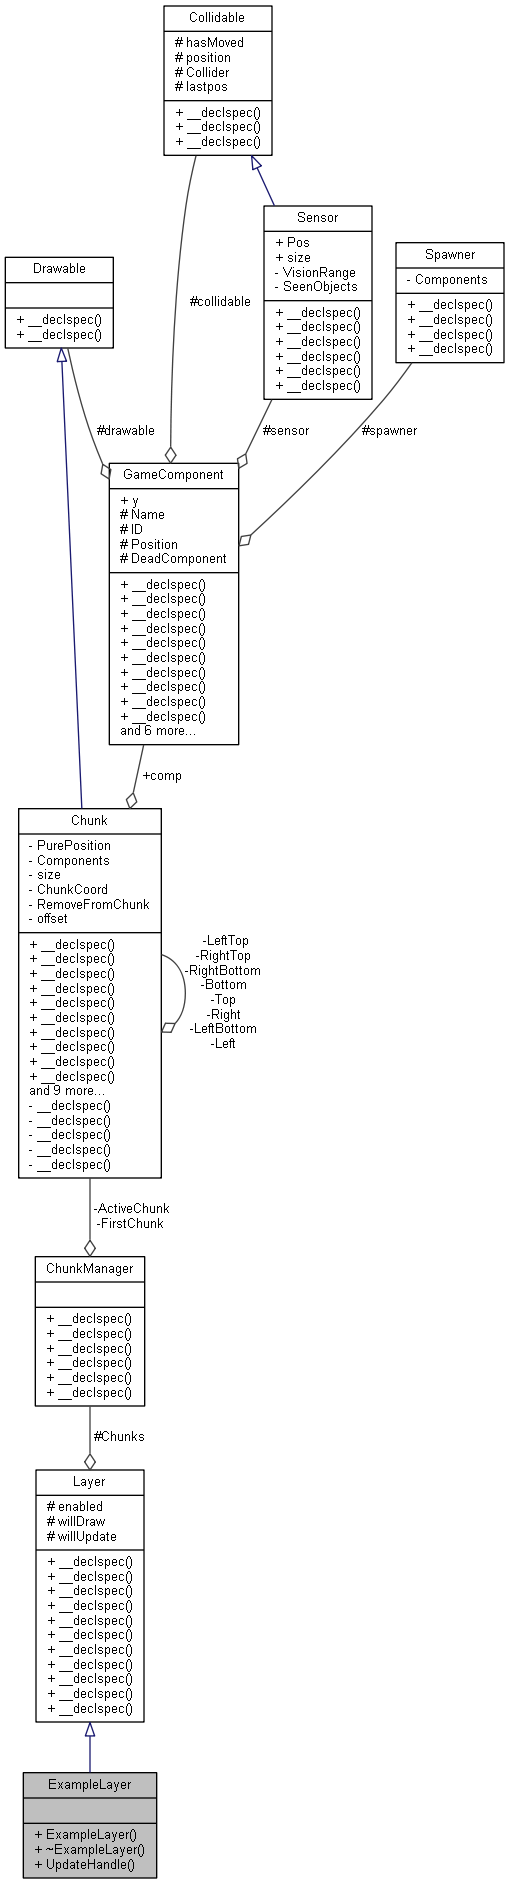 Collidable
# hasMoved
# position
# Collider
# lastpos
+ __declspec()
+ __declspec()
+ __declspec()
Sensor
+ Pos
+ size
- VisionRange
- SeenObjects
+ __declspec()
+ __declspec()
+ __declspec()
+ __declspec()
+ __declspec()
+ __declspec()
Spawner
- Components
+ __declspec()
+ __declspec()
+ __declspec()
+ __declspec()
Drawable
+ __declspec()
+ __declspec()
#collidable
#drawable
#sensor
#spawner
GameComponent
+ y
# Name
# ID
# Position
# DeadComponent
+ __declspec()
+ __declspec()
+ __declspec()
+ __declspec()
+ __declspec()
+ __declspec()
+ __declspec()
+ __declspec()
+ __declspec()
+ __declspec()
and 6 more...
+comp
Chunk
- PurePosition
- Components
- size
- ChunkCoord
- RemoveFromChunk
- offset
+ __declspec()
+ __declspec()
+ __declspec()
+ __declspec()
+ __declspec()
+ __declspec()
+ __declspec()
+ __declspec()
+ __declspec()
+ __declspec()
and 9 more...
- __declspec()
- __declspec()
- __declspec()
- __declspec()
- __declspec()
-LeftTop
-RightTop
-RightBottom
-Bottom
-Top
-Right
-LeftBottom
-Left
-ActiveChunk
-FirstChunk
ChunkManager
+ __declspec()
+ __declspec()
+ __declspec()
+ __declspec()
+ __declspec()
+ __declspec()
#Chunks
Layer
# enabled
# willDraw
# willUpdate
+ __declspec()
+ __declspec()
+ __declspec()
+ __declspec()
+ __declspec()
+ __declspec()
+ __declspec()
+ __declspec()
+ __declspec()
+ __declspec()
+ __declspec()
ExampleLayer
+ ExampleLayer()
+ ~ExampleLayer()
+ UpdateHandle()